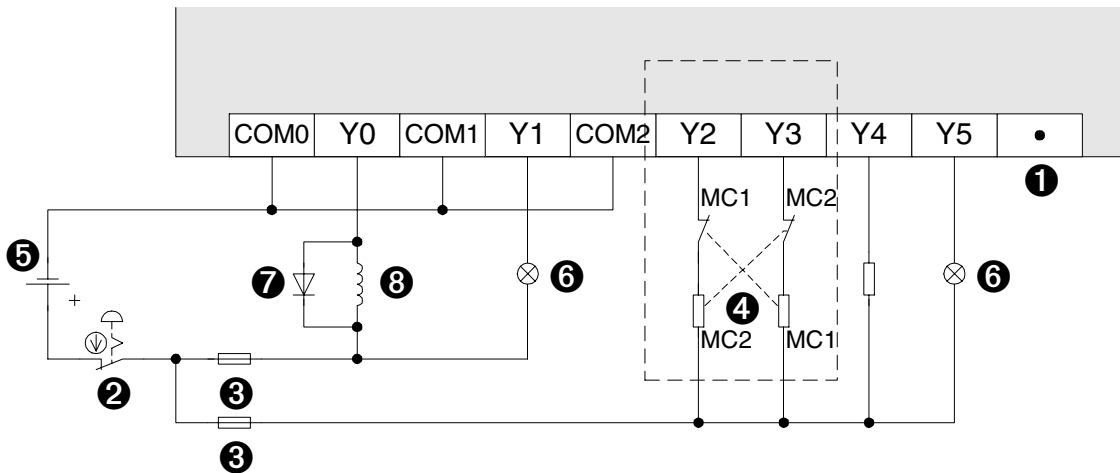 COM0 Y0 COM1 Y1 COM2 Y2 Y3 Y4 Y5 •
❶
MC1 MC2
❺ ❼ ❽ ❻ ❹ ❻
+
MC2 MC1
❷ ❸
❸